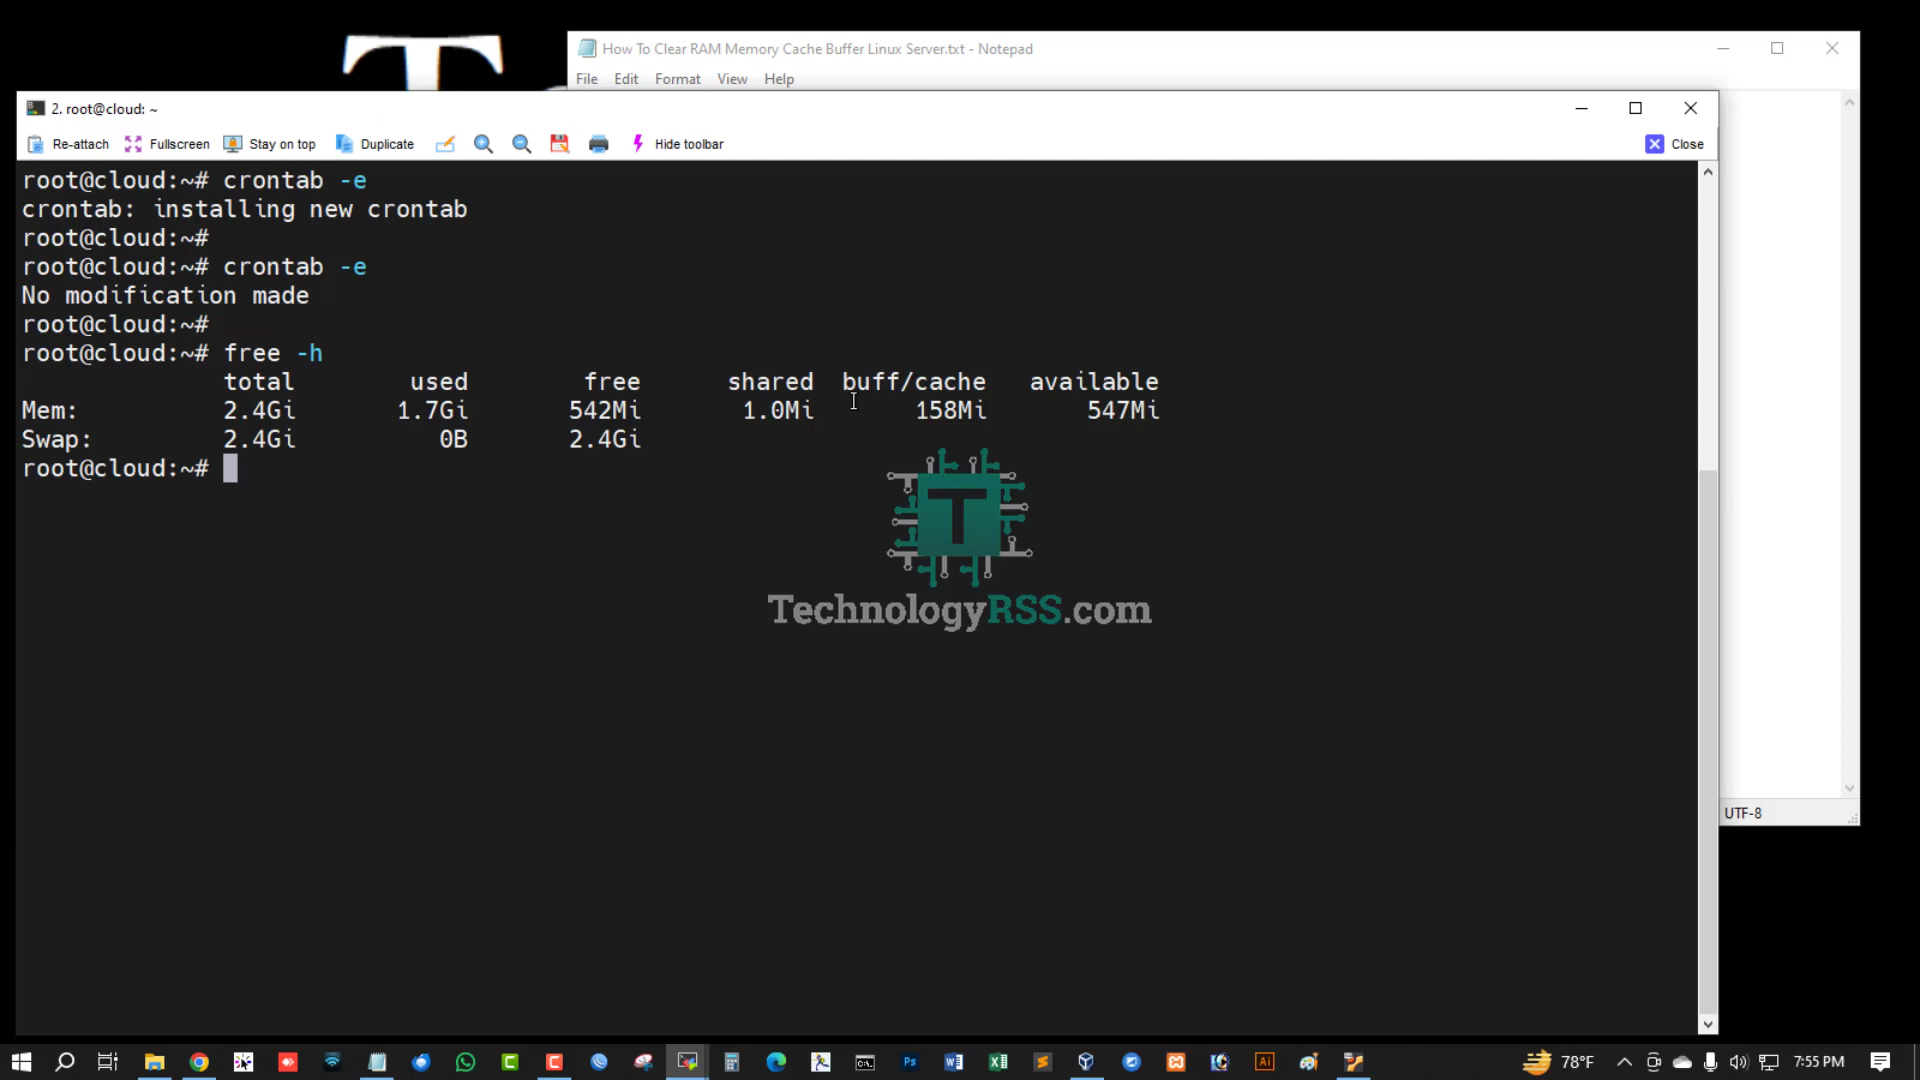 How To Clear RAM Memory Cache Buffer Linux Server.txt - Notepad
File Edit Format View Help
2. root@cloud: ~
Re-attach Fullscreen Stay on top Duplicate Hide toolbar Close
root@cloud:~# crontab -e
crontab: installing new crontab
root@cloud:~#
root@cloud:~# crontab -e
No modification made
root@cloud:~#
root@cloud:~# free -h
total used free shared buff/cache available
Mem: 2.4Gi 1.7Gi 542Mi 1.0Mi 158Mi 547Mi
Swap: 2.4Gi 0B 2.4Gi
root@cloud:~#
T
TechnologyRSS.com
UTF-8
78°F 7:55 PM